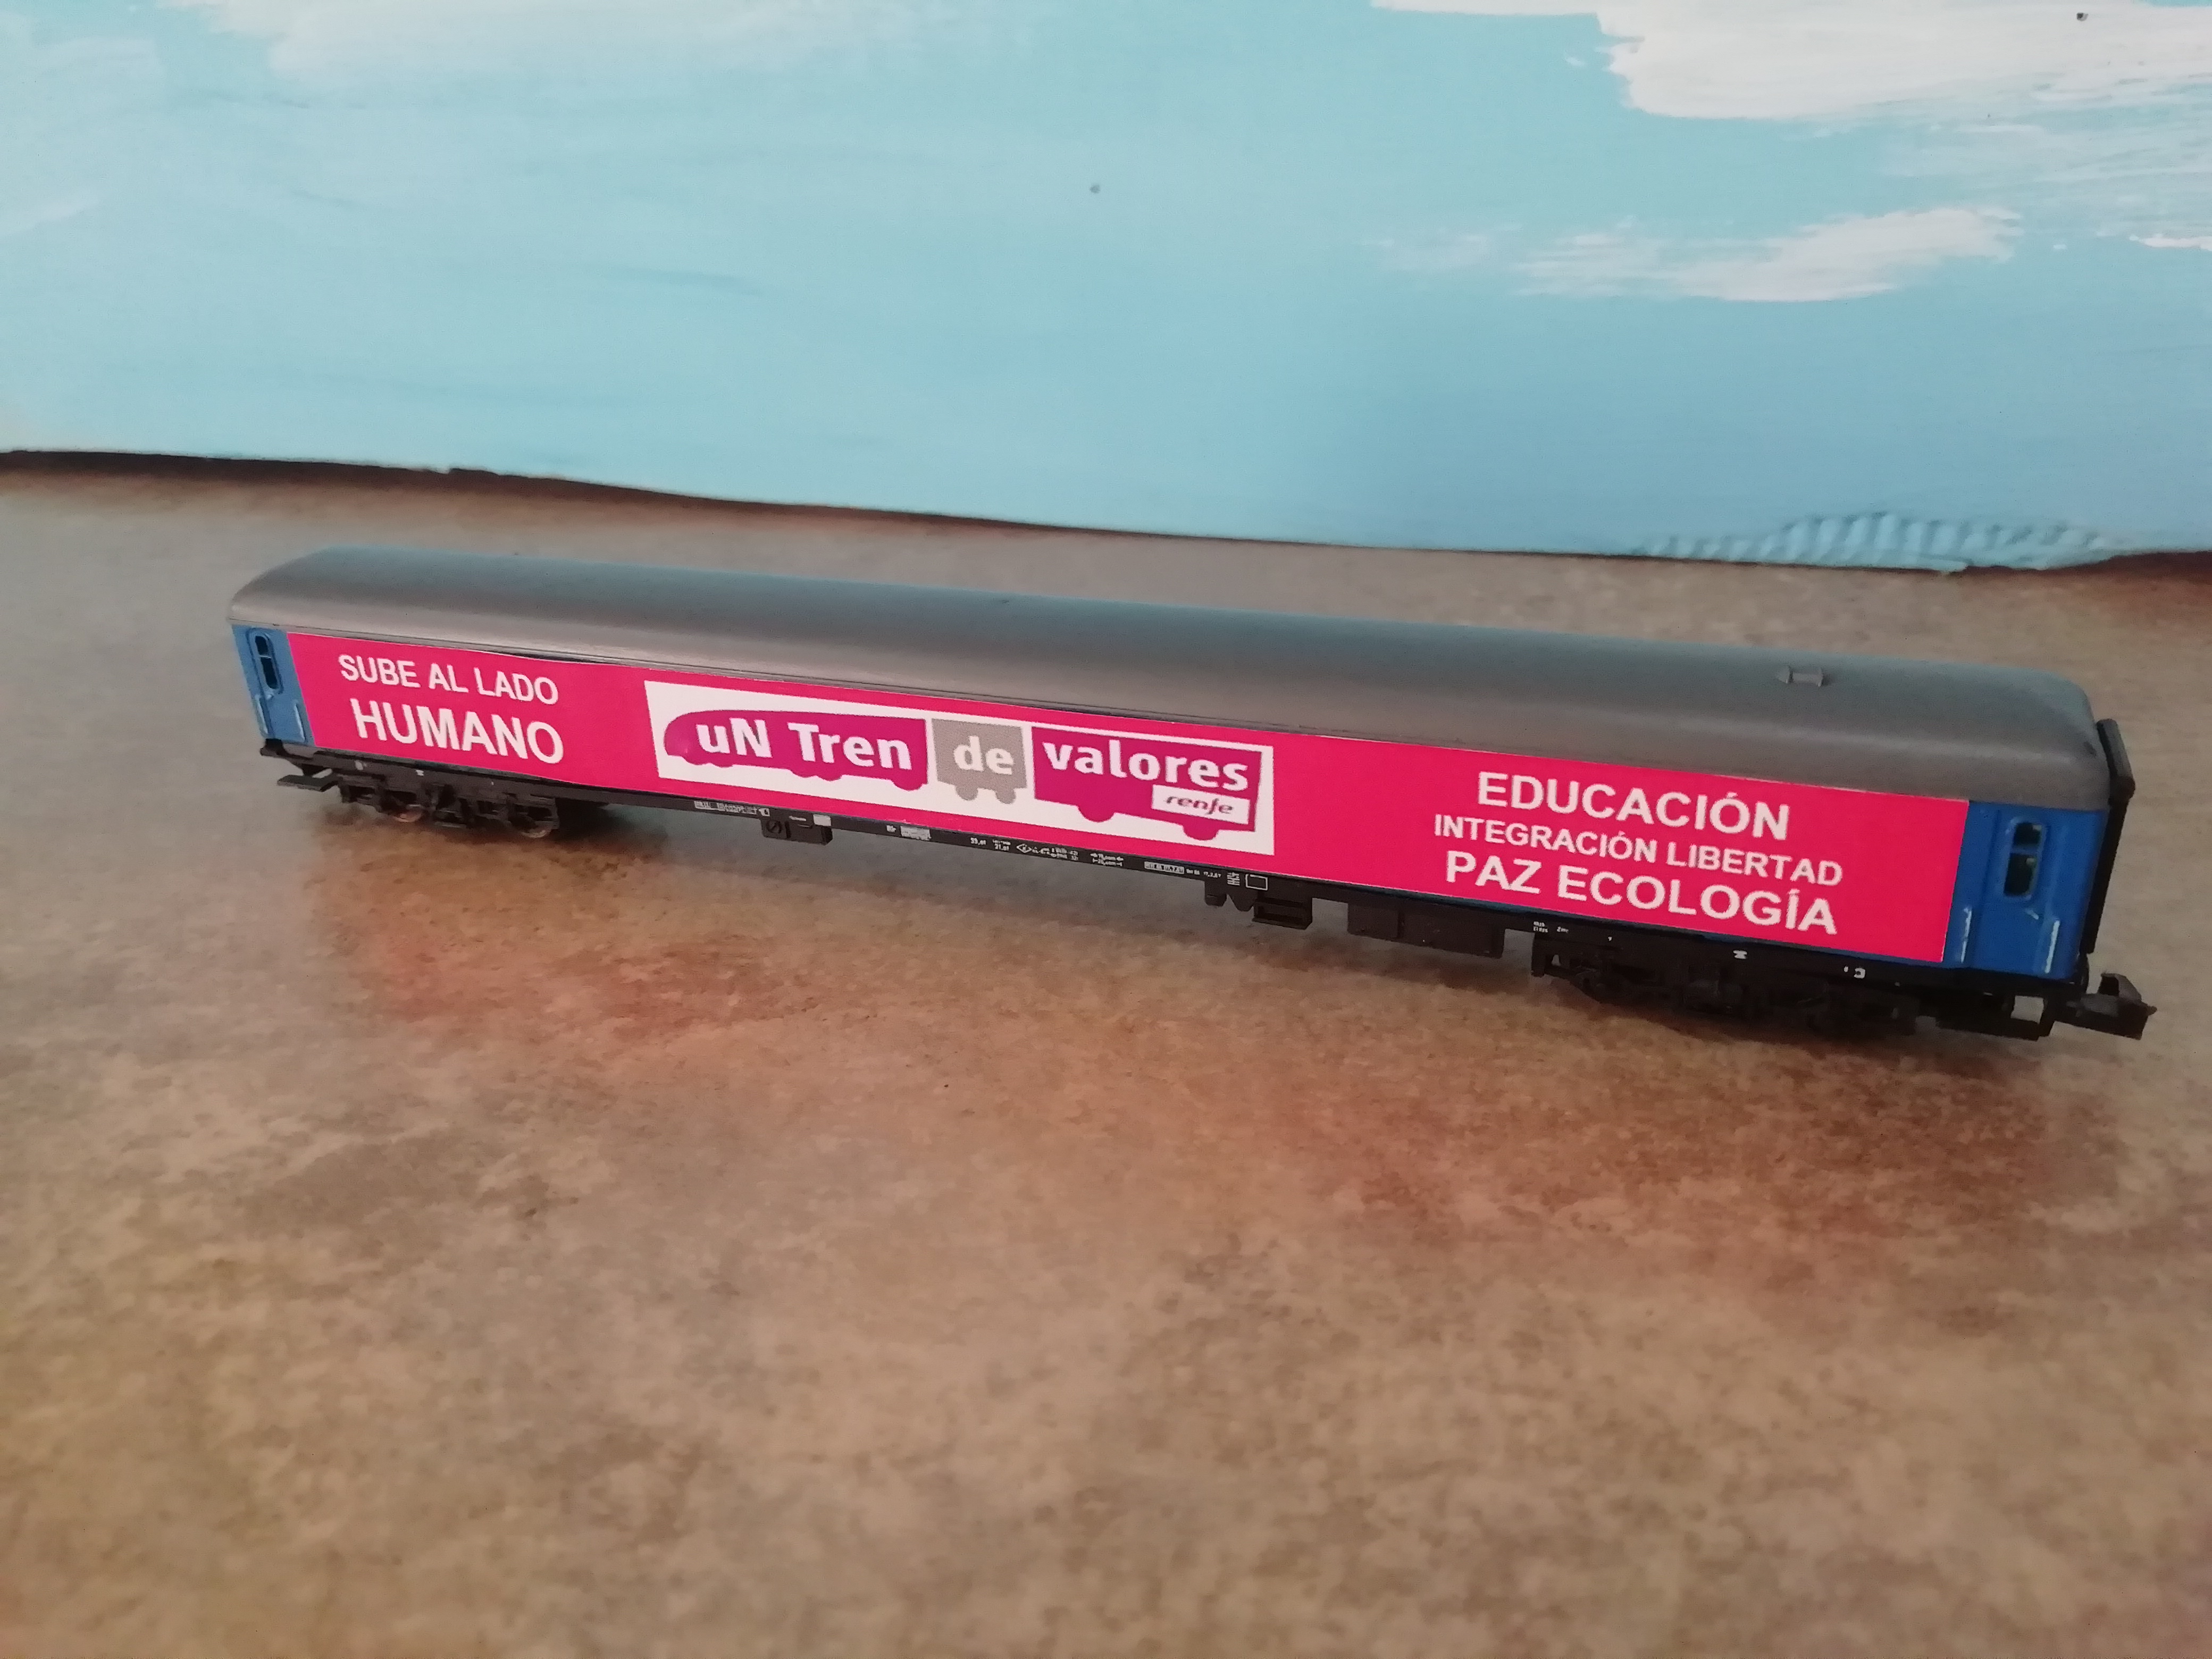 SUBE AL LADO
HUMANO
uN Tren de valores
renfe
EDUCACIÓN
INTEGRACIÓN LIBERTAD
PAZ ECOLOGÍA